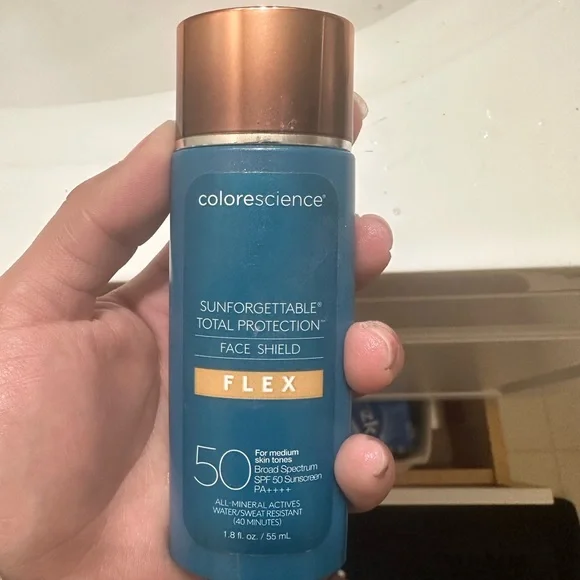 colorescience®
SUNFORGETTABLE®
TOTAL PROTECTION™
FACE SHIELD
FLEX
50
For medium
skin tones
Broad Spectrum
SPF 50 Sunscreen
PA++++
ALL-MINERAL ACTIVES
WATER/SWEAT RESISTANT
(40 MINUTES)
1.8 fl. oz. / 55 mL